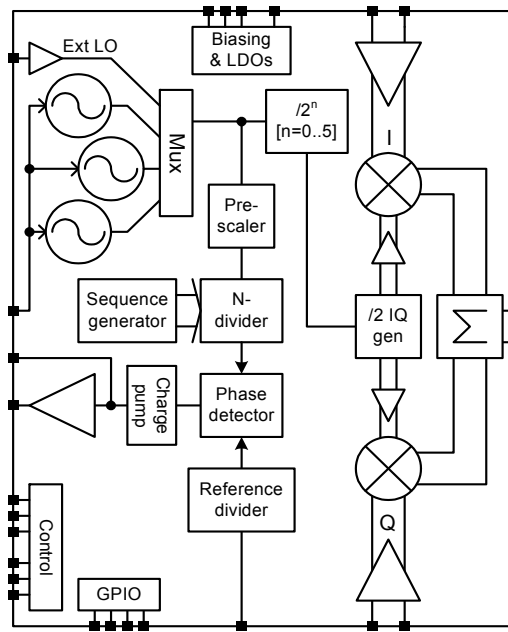 Ext LO
Biasing
& LDOs
Mux
/2ⁿ
[n=0..5]
I
Pre-
scaler
Sequence
generator
N-
divider
/2 IQ
gen
Σ
Charge
pump
Phase
detector
Reference
divider
Control
Q
GPIO